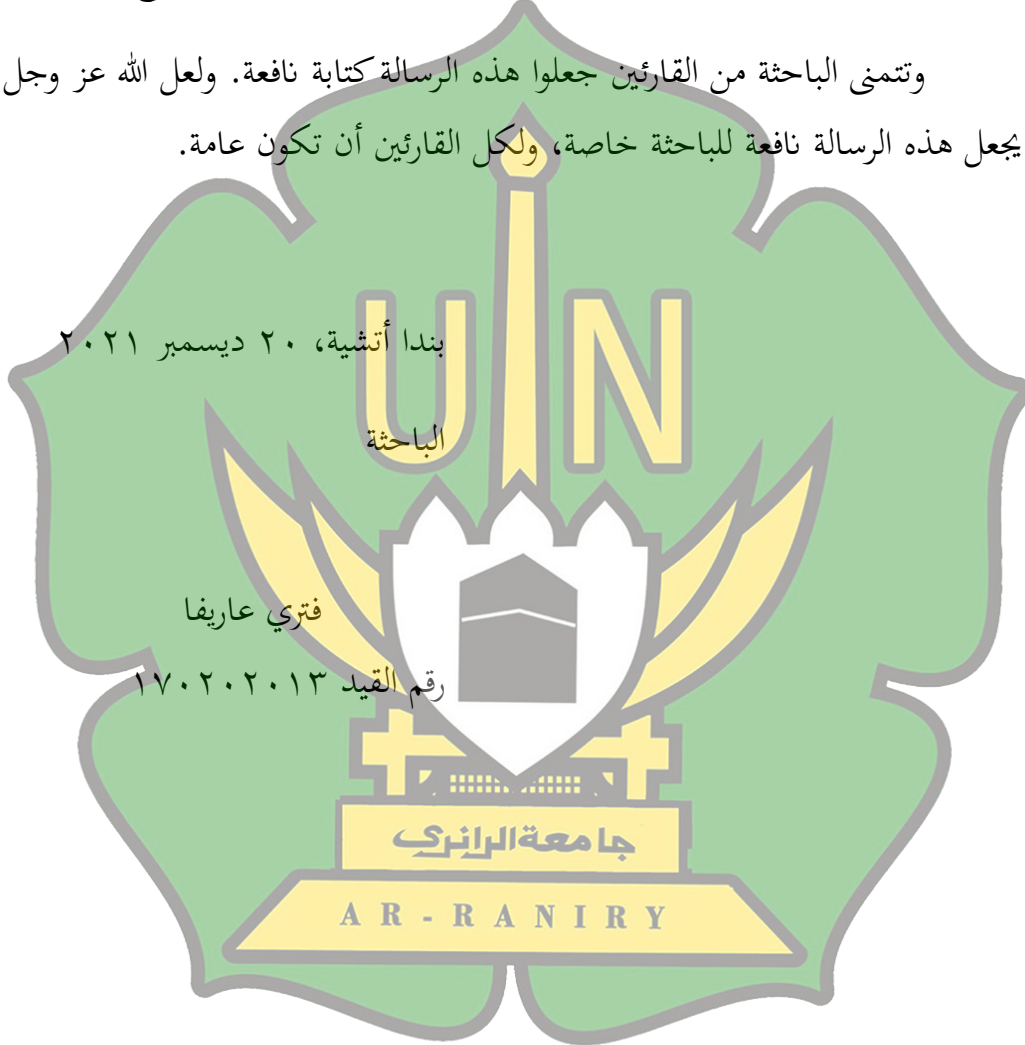 وتتمنى الباحثة من القارئين جعلوا هذه الرسالة كتابة نافعة. ولعل الله عز وجل
يجعل هذه الرسالة نافعة للباحثة خاصة، ولكل القارئين أن تكون عامة.
UIN
بندا أتشية، ٢٠ ديسمبر ٢٠٢١
الباحثة
فتري عاريفا
رقم القيد ١٧٠٢٠٢٠١٣
جامعة الرانري
AR-RANIRY